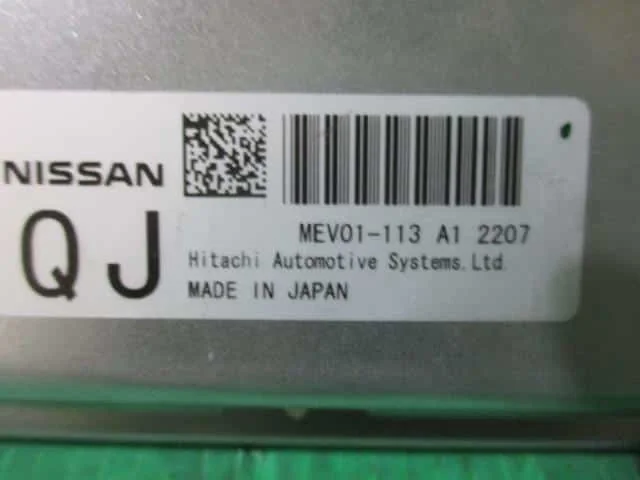 NISSAN
QJ
MEV01-113 A1 2207
Hitachi Automotive Systems.Ltd.
MADE IN JAPAN